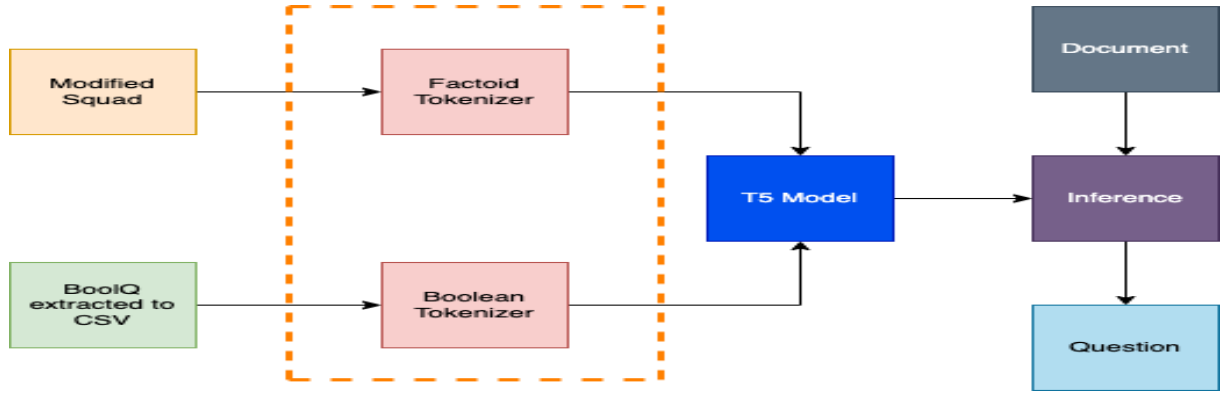 Modified
Squad
Factoid
Tokenizer
Document
T5 Model
Inference
BoolQ
extracted to
CSV
Boolean
Tokenizer
Question